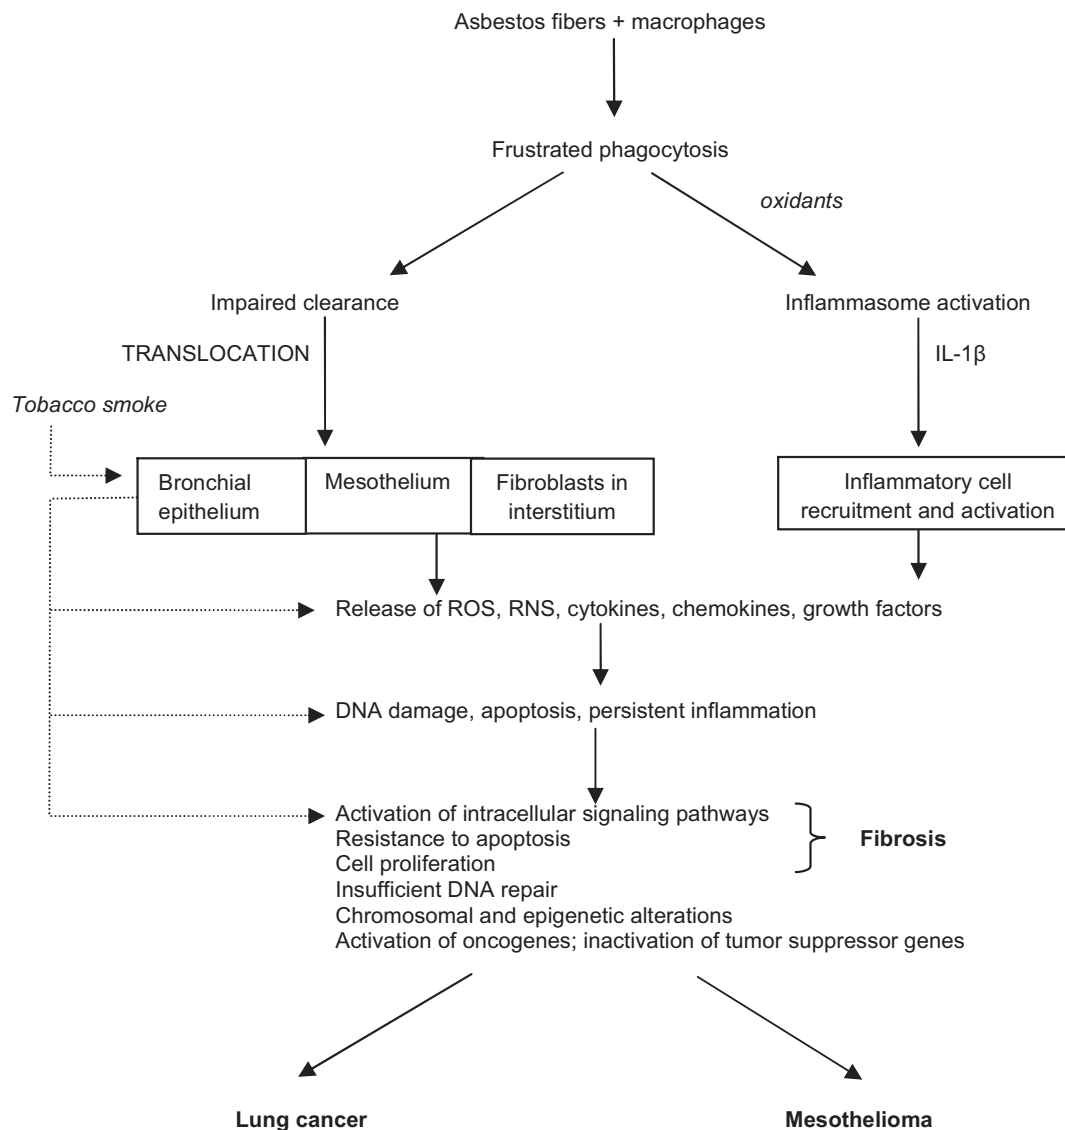 Asbestos fibers + macrophages
Frustrated phagocytosis
oxidants
Impaired clearance
Inflammasome activation
TRANSLOCATION
IL-1β
Tobacco smoke
Bronchial
epithelium
Mesothelium
Fibroblasts in
interstitium
Inflammatory cell
recruitment and activation
Release of ROS, RNS, cytokines, chemokines, growth factors
DNA damage, apoptosis, persistent inflammation
Activation of intracellular signaling pathways
Resistance to apoptosis
Cell proliferation
Fibrosis
Insufficient DNA repair
Chromosomal and epigenetic alterations
Activation of oncogenes; inactivation of tumor suppressor genes
Lung cancer
Mesothelioma